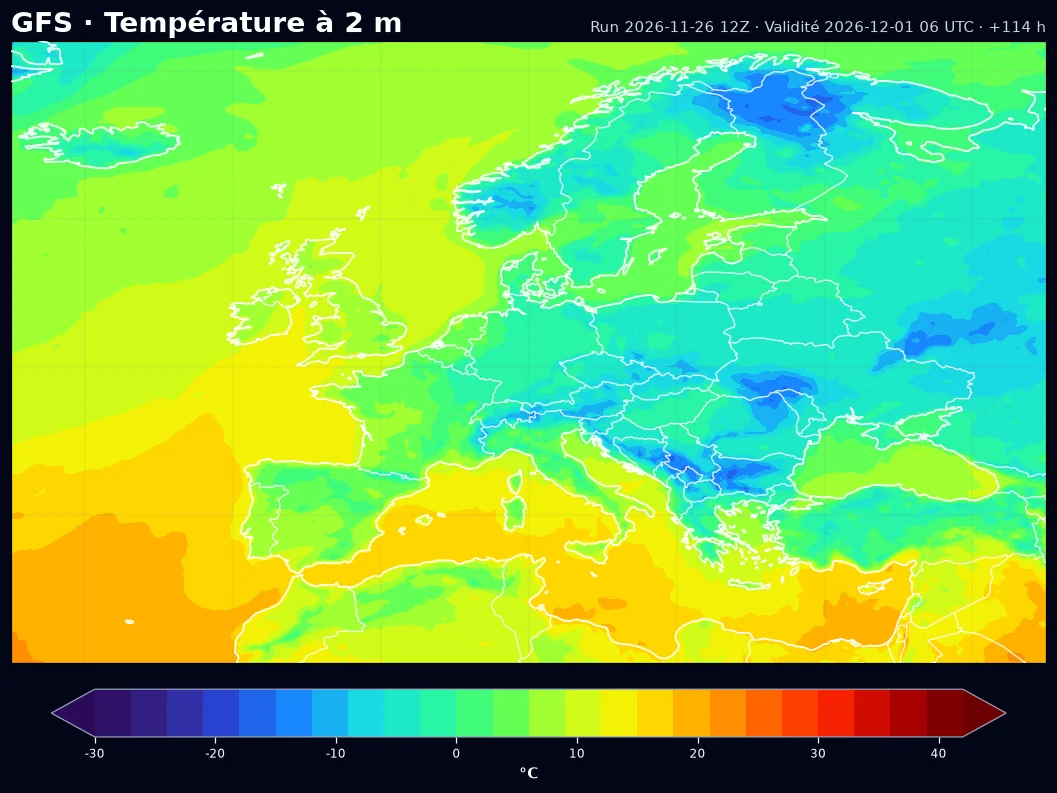 GFS · Température à 2 m
Run 2026-11-26 12Z · Validité 2026-12-01 06 UTC · +114 h
-30 -20 -10 0 10 20 30 40
°C